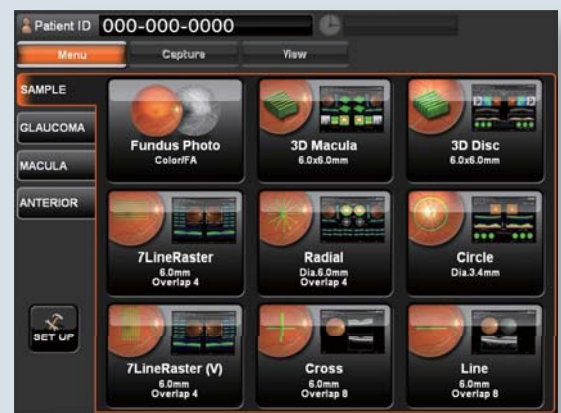 Patient ID 000-000-0000
Menu Capture View
SAMPLE
GLAUCOMA
MACULA
ANTERIOR
SET UP
Fundus Photo
Color/FA
3D Macula
6.0x6.0mm
3D Disc
6.0x6.0mm
7LineRaster
6.0mm
Overlap 4
Radial
Dia.6.0mm
Overlap 4
Circle
Dia.3.4mm
7LineRaster (V)
6.0mm
Overlap 4
Cross
6.0mm
Overlap 8
Line
6.0mm
Overlap 8